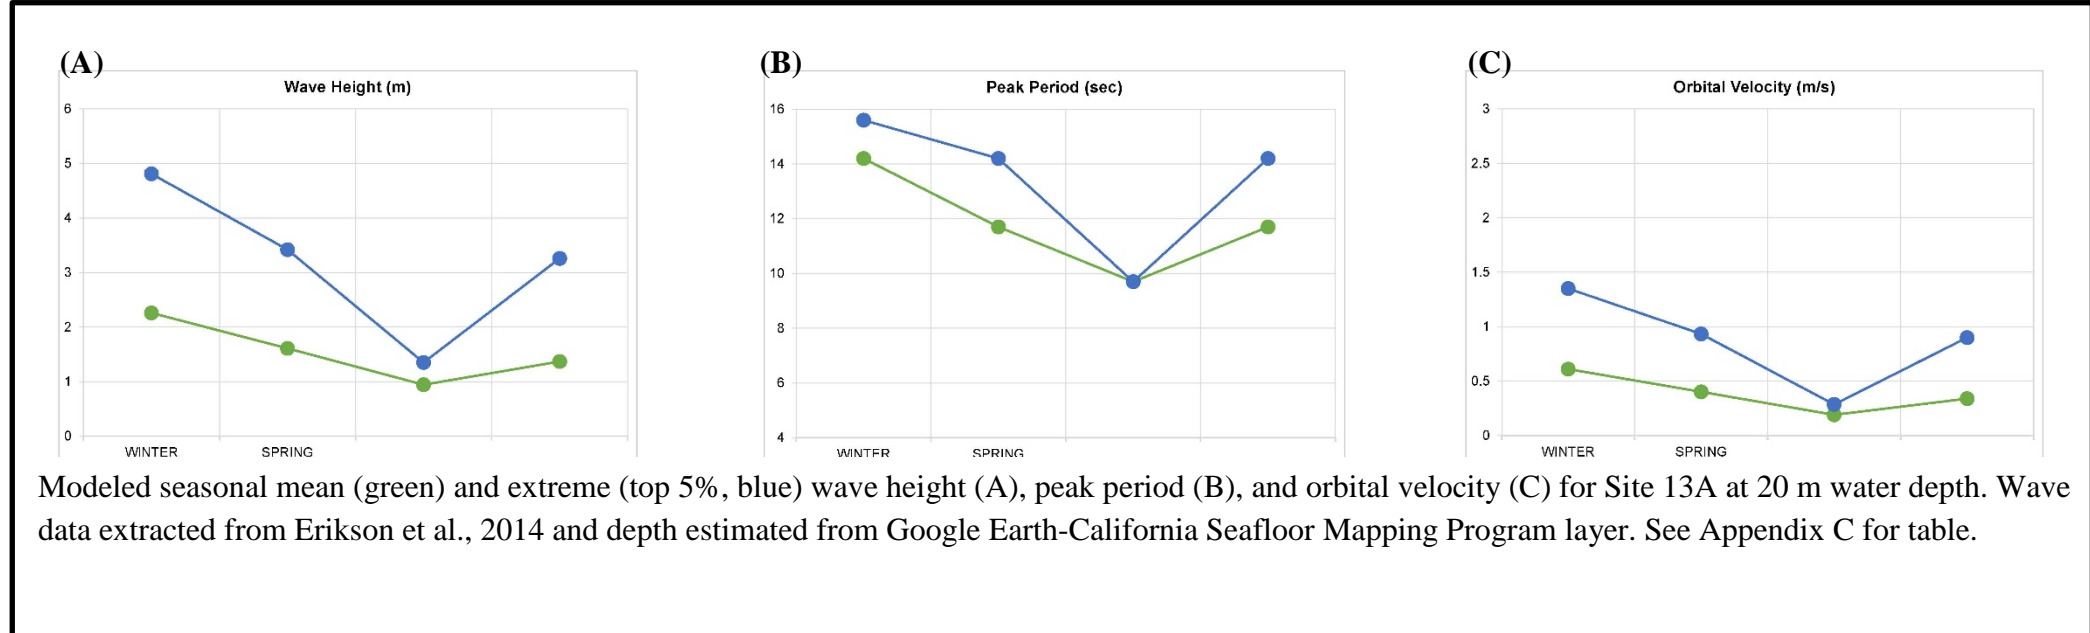 (A)
Wave Height (m)
6
5
4
3
2
1
0
WINTER SPRING
(B)
Peak Period (sec)
16
14
12
10
8
6
4
WINTER SPRING
(C)
Orbital Velocity (m/s)
3
2.5
2
1.5
1
0.5
0
WINTER SPRING
Modeled seasonal mean (green) and extreme (top 5%, blue) wave height (A), peak period (B), and orbital velocity (C) for Site 13A at 20 m water depth. Wave
data extracted from Erikson et al., 2014 and depth estimated from Google Earth-California Seafloor Mapping Program layer. See Appendix C for table.